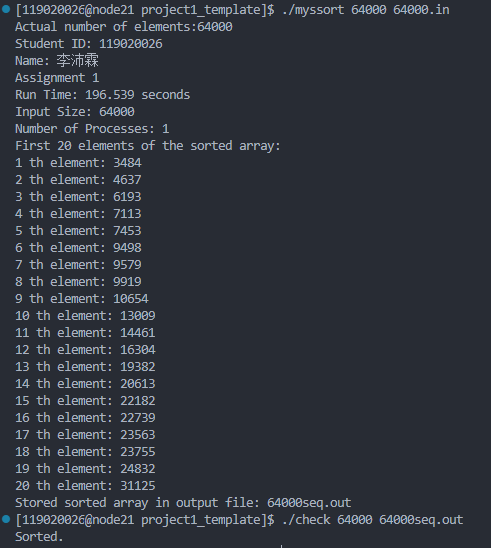 [119020026@node21 project1_template]$ ./myssort 64000 64000.in
Actual number of elements:64000
Student ID: 119020026
Name: 李沛霖
Assignment 1
Run Time: 196.539 seconds
Input Size: 64000
Number of Processes: 1
First 20 elements of the sorted array:
1 th element: 3484
2 th element: 4637
3 th element: 6193
4 th element: 7113
5 th element: 7453
6 th element: 9498
7 th element: 9579
8 th element: 9919
9 th element: 10654
10 th element: 13009
11 th element: 14461
12 th element: 16304
13 th element: 19382
14 th element: 20613
15 th element: 22182
16 th element: 22739
17 th element: 23563
18 th element: 23755
19 th element: 24832
20 th element: 31125
Stored sorted array in output file: 64000seq.out
[119020026@node21 project1_template]$ ./check 64000 64000seq.out
Sorted.